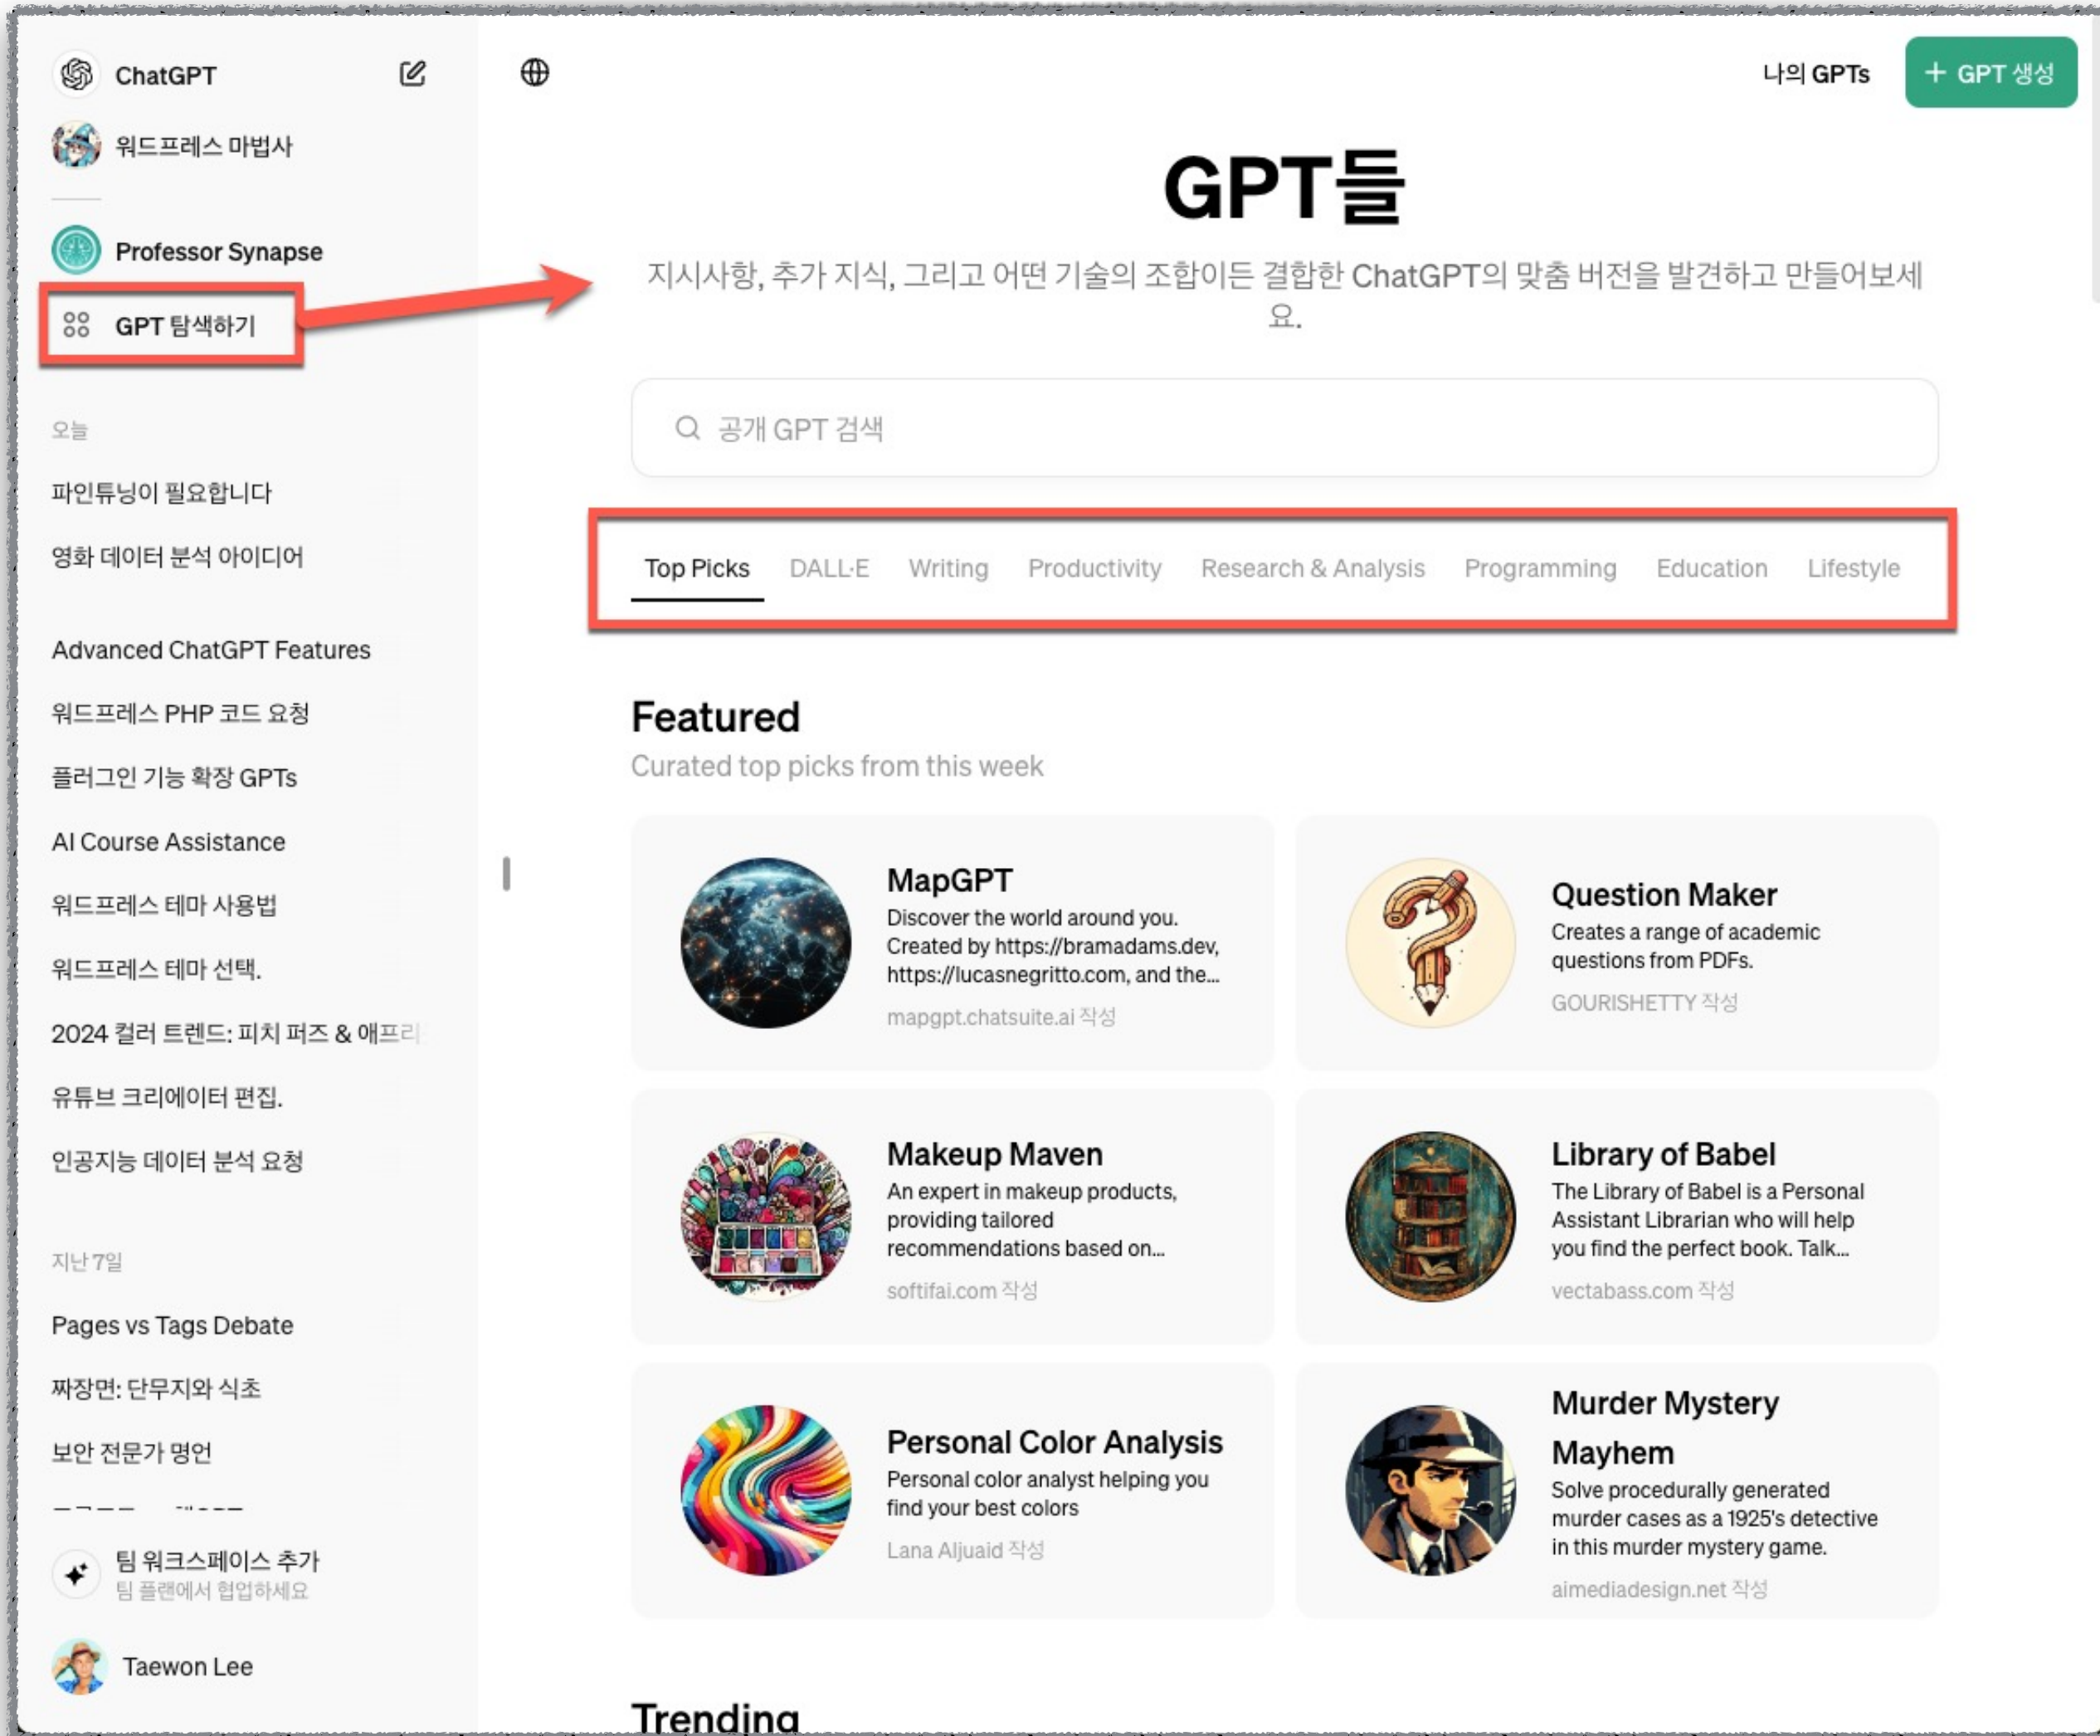 ChatGPT
워드프레스 마법사
Professor Synapse
GPT 탐색하기
오늘
파인튜닝이 필요합니다
영화 데이터 분석 아이디어
Advanced ChatGPT Features
워드프레스 PHP 코드 요청
플러그인 기능 확장 GPTs
AI Course Assistance
워드프레스 테마 사용법
워드프레스 테마 선택.
2024 컬러 트렌드: 피치 퍼즈 & 애프리
유튜브 크리에이터 편집.
인공지능 데이터 분석 요청
지난 7일
Pages vs Tags Debate
짜장면: 단무지와 식초
보안 전문가 명언
팀 워크스페이스 추가
팀 플랜에서 협업하세요
Taewon Lee
나의 GPTs
+ GPT 생성
GPT들
지시사항, 추가 지식, 그리고 어떤 기술의 조합이든 결합한 ChatGPT의 맞춤 버전을 발견하고 만들어보세
요.
공개 GPT 검색
Top Picks DALL·E Writing Productivity Research & Analysis Programming Education Lifestyle
Featured
Curated top picks from this week
MapGPT
Discover the world around you.
Created by https://bramadams.dev,
https://lucasnegritto.com, and the...
mapgpt.chatsuite.ai 작성
Question Maker
Creates a range of academic
questions from PDFs.
GOURISHETTY 작성
Makeup Maven
An expert in makeup products,
providing tailored
recommendations based on...
softifai.com 작성
Library of Babel
The Library of Babel is a Personal
Assistant Librarian who will help
you find the perfect book. Talk...
vectabass.com 작성
Personal Color Analysis
Personal color analyst helping you
find your best colors
Lana Aljuaid 작성
Murder Mystery
Mayhem
Solve procedurally generated
murder cases as a 1925's detective
in this murder mystery game.
aimediadesign.net 작성
Trending